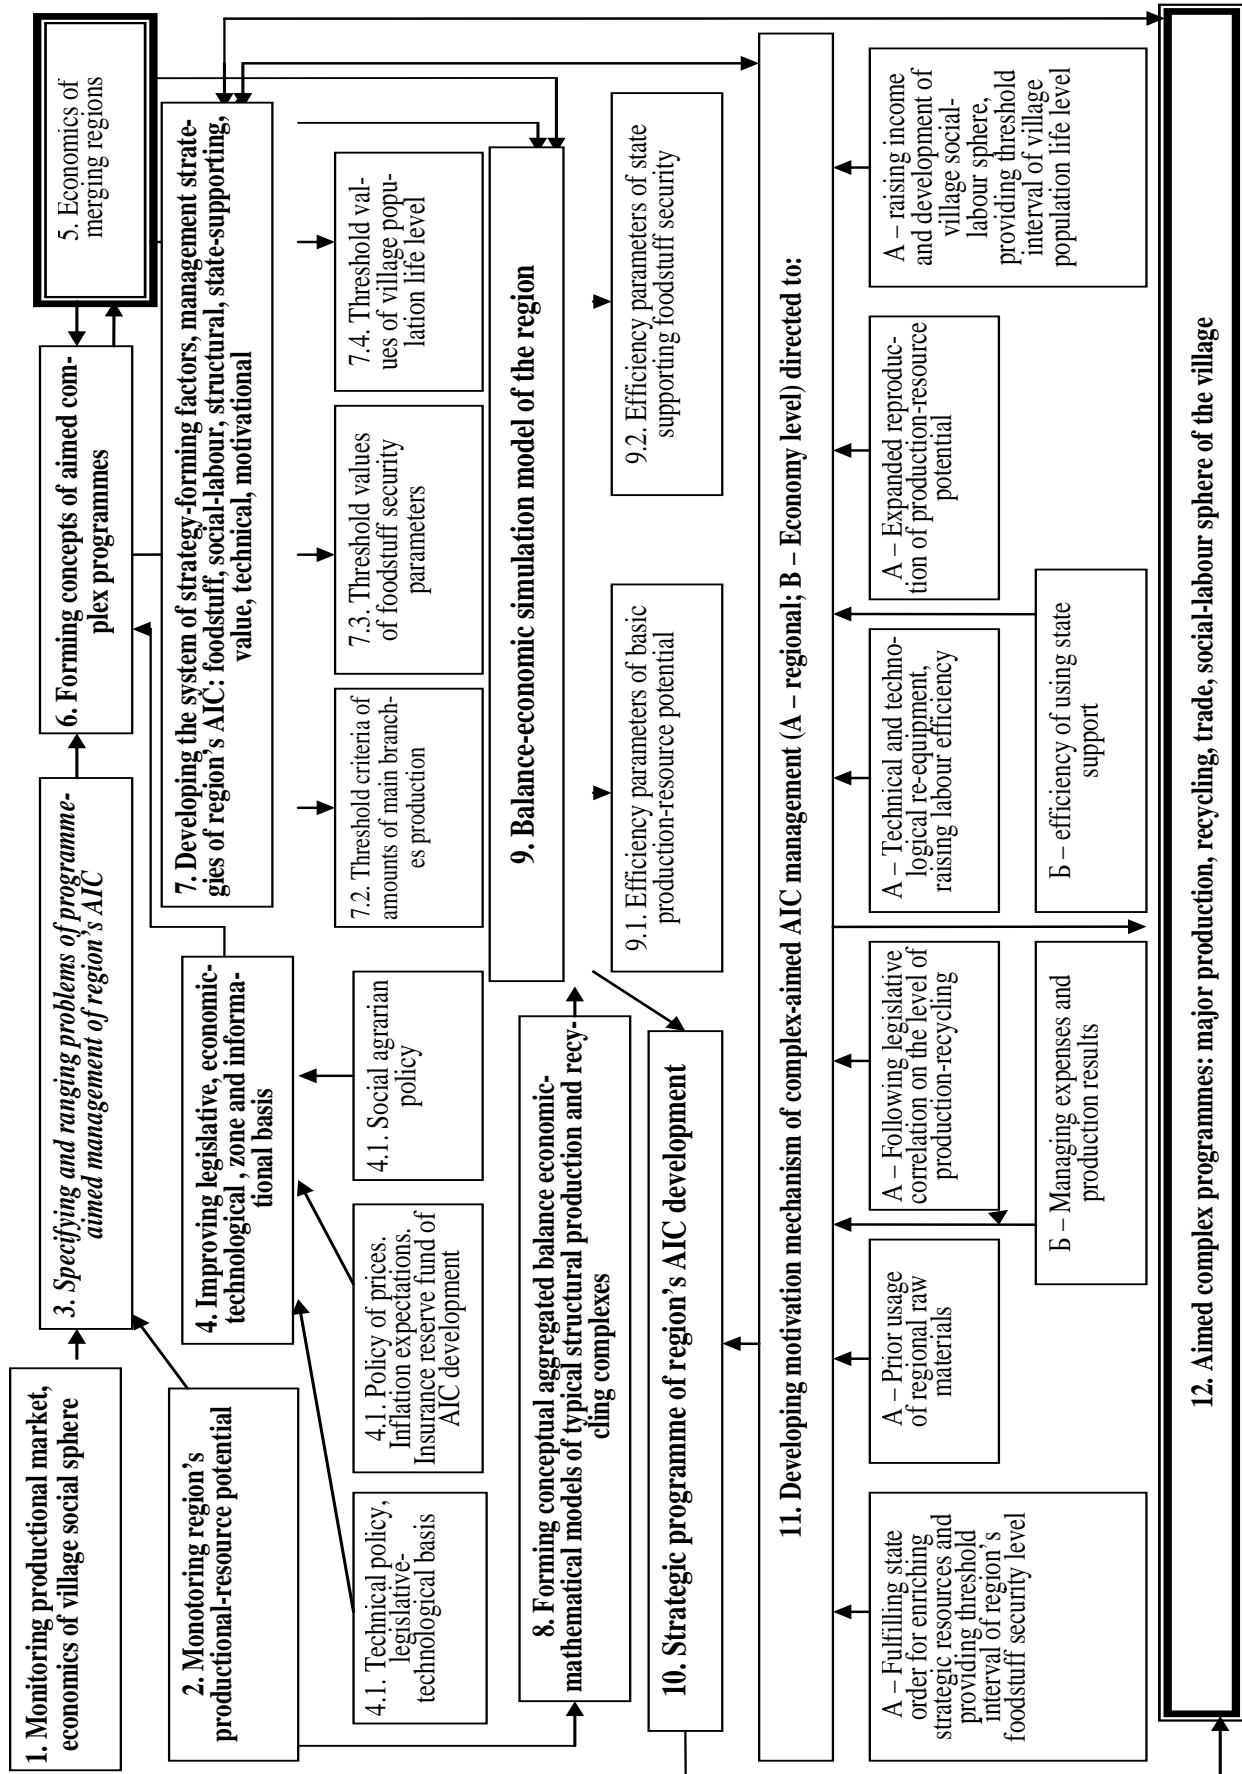 1. Monitoring productional market,
economics of village social sphere
3. Specifying and ranging problems of programme-
aimed management of region's AIC
6. Forming concepts of aimed com-
plex programmes
5. Economics of
merging regions
2. Monotoring region's
productional-resource potential
4. Improving legislative, economic-
technological , zone and informa-
tional basis
7. Developing the system of strategy-forming factors, management strate-
gies of region's AIC: foodstuff, social-labour, structural, state-supporting,
value, technical, motivational
4.1. Technical policy,
legislative-
technological basis
4.1. Policy of prices.
Inflation expectations.
Insurance reserve fund of
AIC development
4.1. Social agrarian
policy
7.2. Threshold criteria of
amounts of main branch-
es production
7.3. Threshold values
of foodstuff security
parameters
7.4. Threshold val-
ues of village popu-
lation life level
8. Forming conceptual aggregated balance economic-
mathematical models of typical structural production and recy-
cling complexes
9. Balance-economic simulation model of the region
9.1. Efficiency parameters of basic
production-resource potential
9.2. Efficiency parameters of state
supporting foodstuff security
10. Strategic programme of region's AIC development
11. Developing motivation mechanism of complex-aimed AIC management (A – regional; B – Economy level) directed to:
A – Fulfilling state
order for enriching
strategic resources and
providing threshold
interval of region's
foodstuff security level
A – Prior usage
of regional raw
materials
A – Following legislative
correlation on the level of
production-recycling
A – Technical and techno-
logical re-equipment,
raising labour efficiency
A – Expanded reproduc-
tion of production-resource
potential
A – raising income
and development of
village social-
labour sphere,
providing threshold
interval of village
population life level
Б – Managing expenses and
production results
Б – efficiency of using state
support
12. Aimed complex programmes: major production, recycling, trade, social-labour sphere of the village